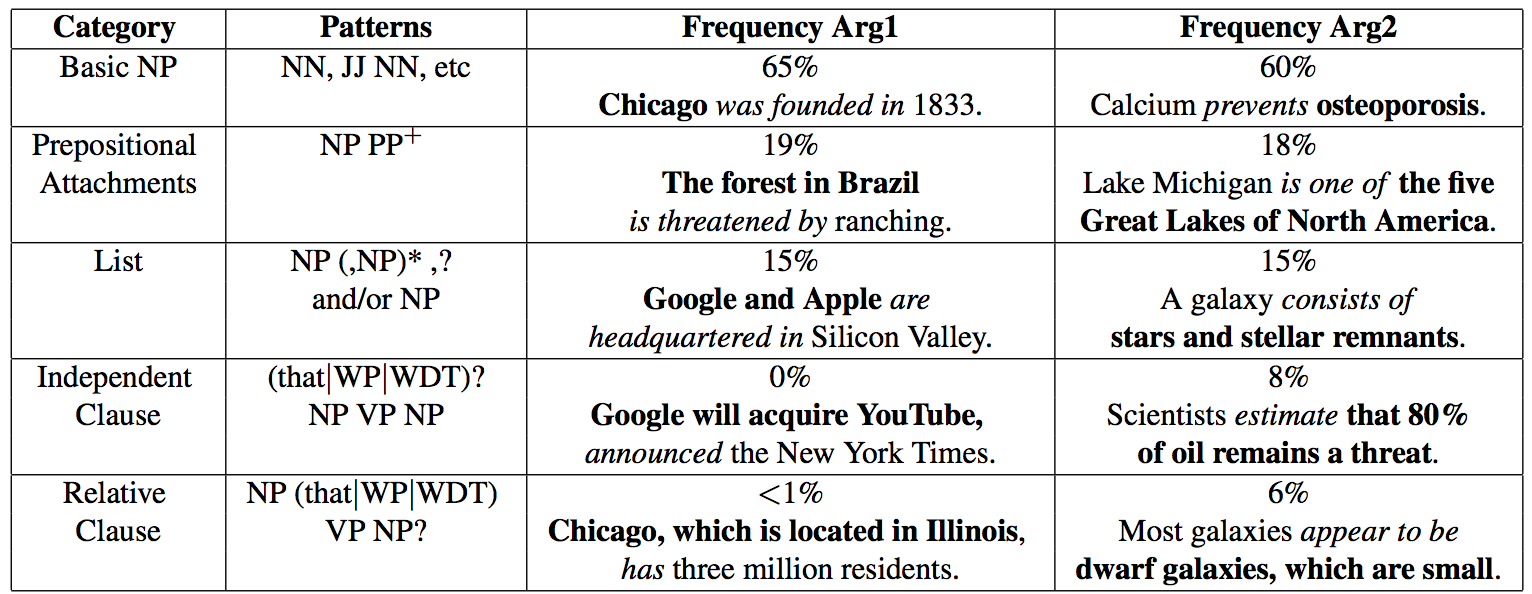 Category Patterns Frequency Arg1 Frequency Arg2
Basic NP NN, JJ NN, etc 65% 60%
Chicago was founded in 1833. Calcium prevents osteoporosis.
Prepositional NP PP+ 19% 18%
Attachments The forest in Brazil Lake Michigan is one of the five
is threatened by ranching. Great Lakes of North America.
List NP (,NP)* ,? 15% 15%
and/or NP Google and Apple are A galaxy consists of
headquartered in Silicon Valley. stars and stellar remnants.
Independent (that|WP|WDT)? 0% 8%
Clause NP VP NP Google will acquire YouTube, Scientists estimate that 80%
announced the New York Times. of oil remains a threat.
Relative NP (that|WP|WDT) <1% 6%
Clause VP NP? Chicago, which is located in Illinois, Most galaxies appear to be
has three million residents. dwarf galaxies, which are small.